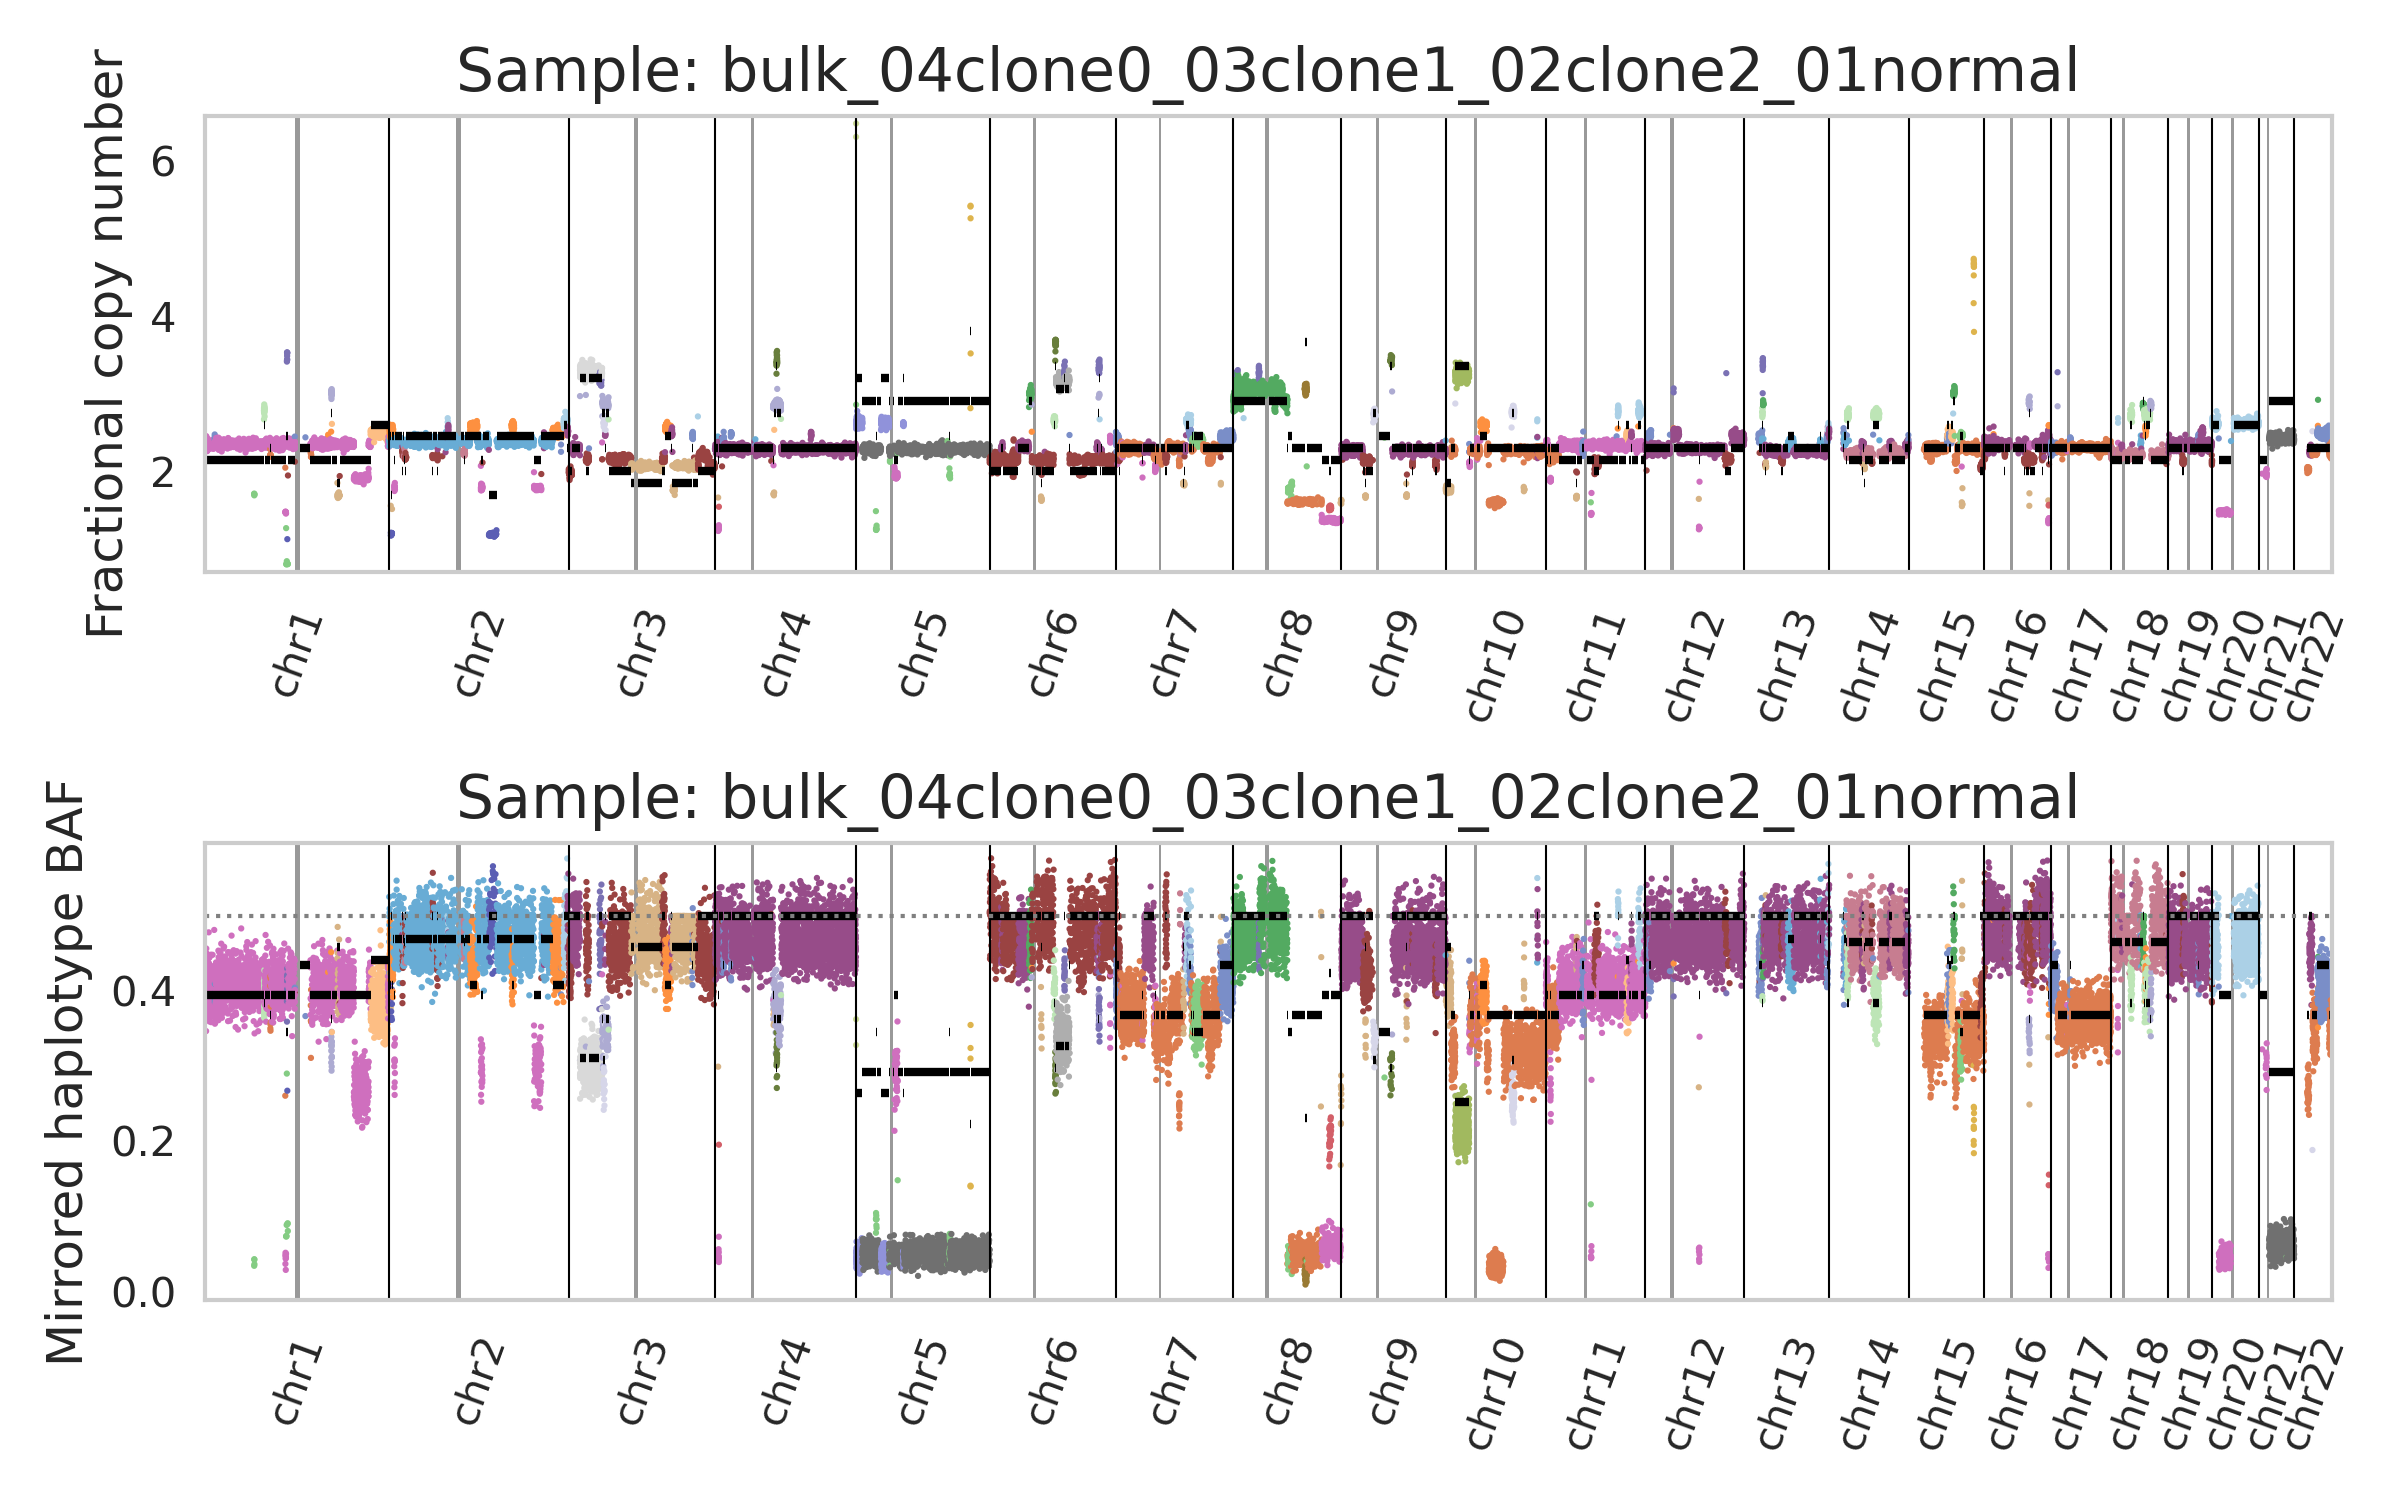 Sample: bulk_04clone0_03clone1_02clone2_01normal
Fractional copy number
6
4
2
chr1
chr2
chr3
chr4
chr5
chr6
chr7
chr8
chr9
chr10
chr11
chr12
chr13
chr14
chr15
chr16
chr17
chr18
chr19
chr20
chr21
chr22
Sample: bulk_04clone0_03clone1_02clone2_01normal
Mirrored haplotype BAF
0.4
0.2
0.0
chr1
chr2
chr3
chr4
chr5
chr6
chr7
chr8
chr9
chr10
chr11
chr12
chr13
chr14
chr15
chr16
chr17
chr18
chr19
chr20
chr21
chr22